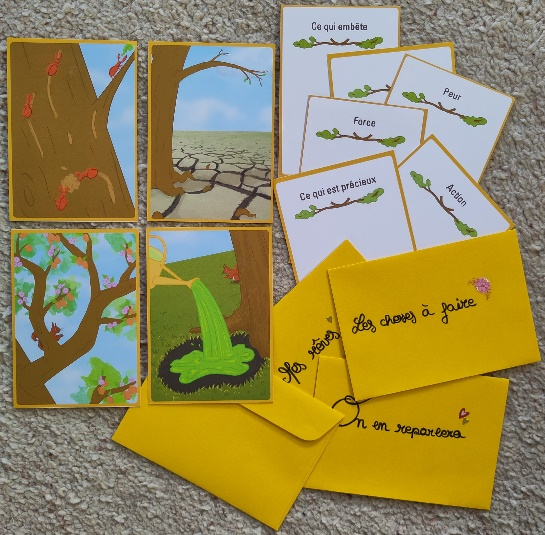 Ce qui embête
Peur
Force
Ce qui est précieux
Action
Les choses à faire
Mes rêves
On en reparlera